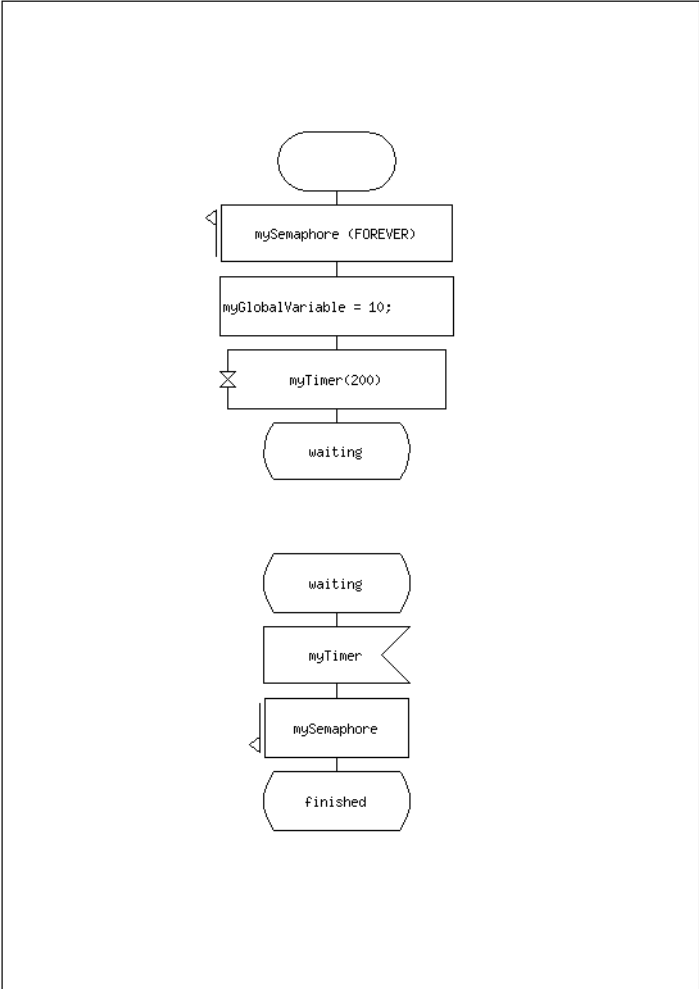 mySemaphore (FOREVER)
myGlobalVariable = 10;
myTimer(200)
waiting
waiting
myTimer
mySemaphore
finished